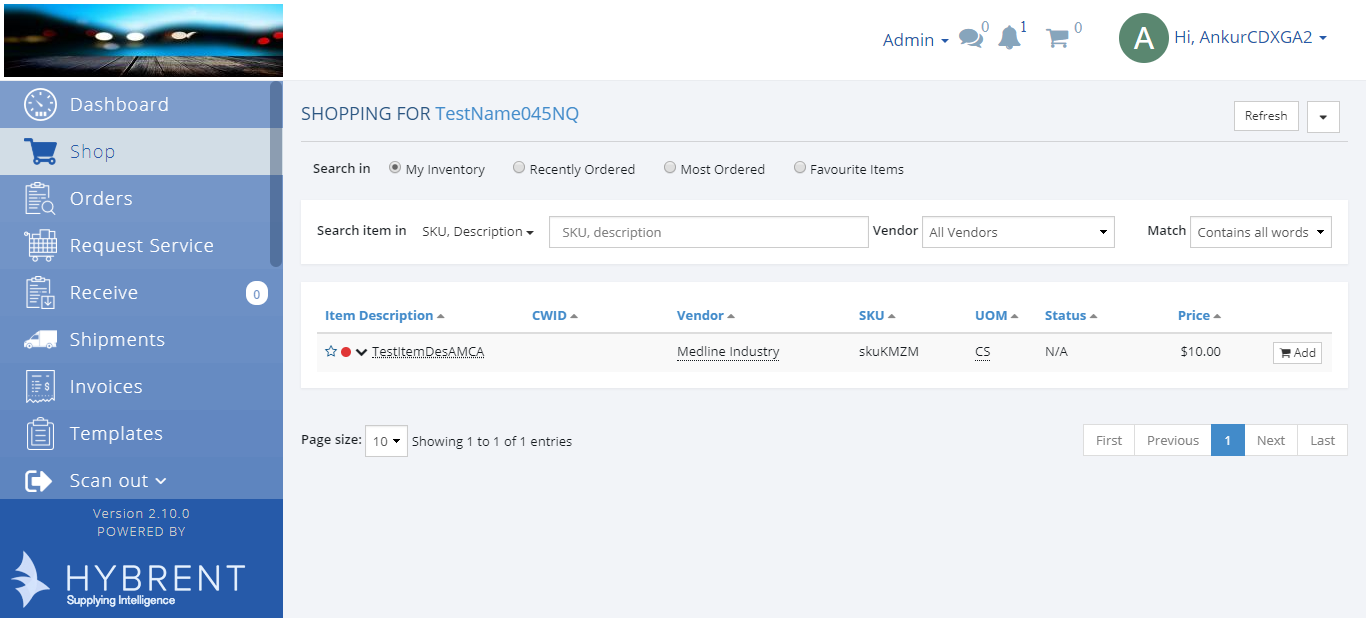 Admin 0 1 0 A Hi, AnkurCDXGA2
Dashboard
Shop
Orders
Request Service
Receive 0
Shipments
Invoices
Templates
Scan out
Version 2.10.0
POWERED BY
HYBRENT
Supplying Intelligence
SHOPPING FOR TestName045NQ Refresh
Search in My Inventory Recently Ordered Most Ordered Favourite Items
Search item in SKU, Description SKU, description Vendor All Vendors Match Contains all words
Item Description CWID Vendor SKU UOM Status Price
TestItemDesAMCA Medline Industry skuKMZM CS N/A $10.00 Add
Page size: 10 Showing 1 to 1 of 1 entries First Previous 1 Next Last